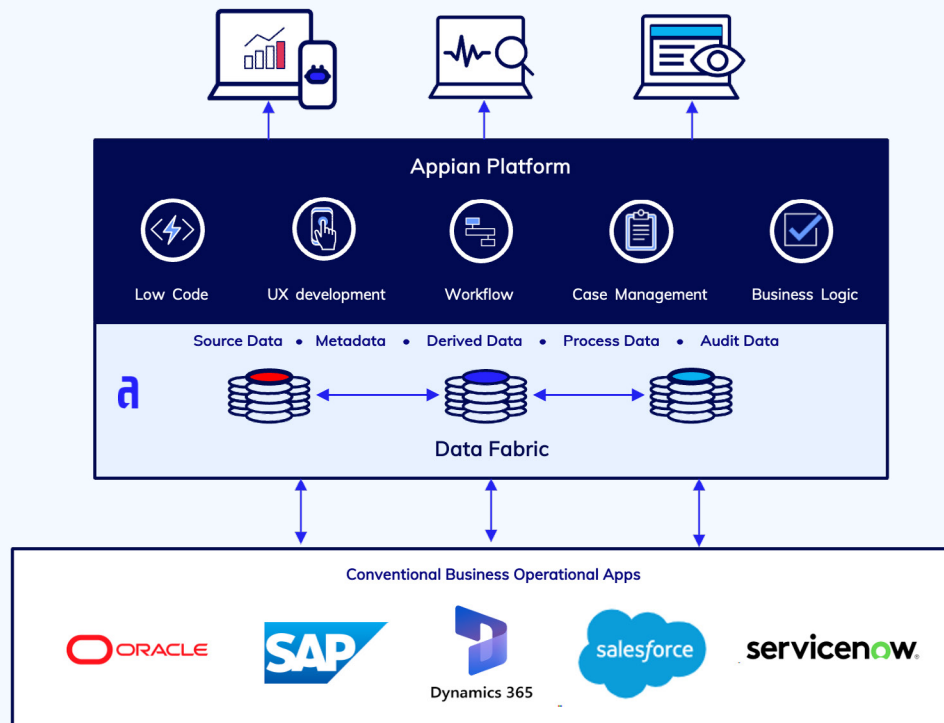 Appian Platform
Low Code UX development Workflow Case Management Business Logic
Source Data • Metadata • Derived Data • Process Data • Audit Data
a
Data Fabric
Conventional Business Operational Apps
ORACLE SAP Dynamics 365 salesforce servicenow